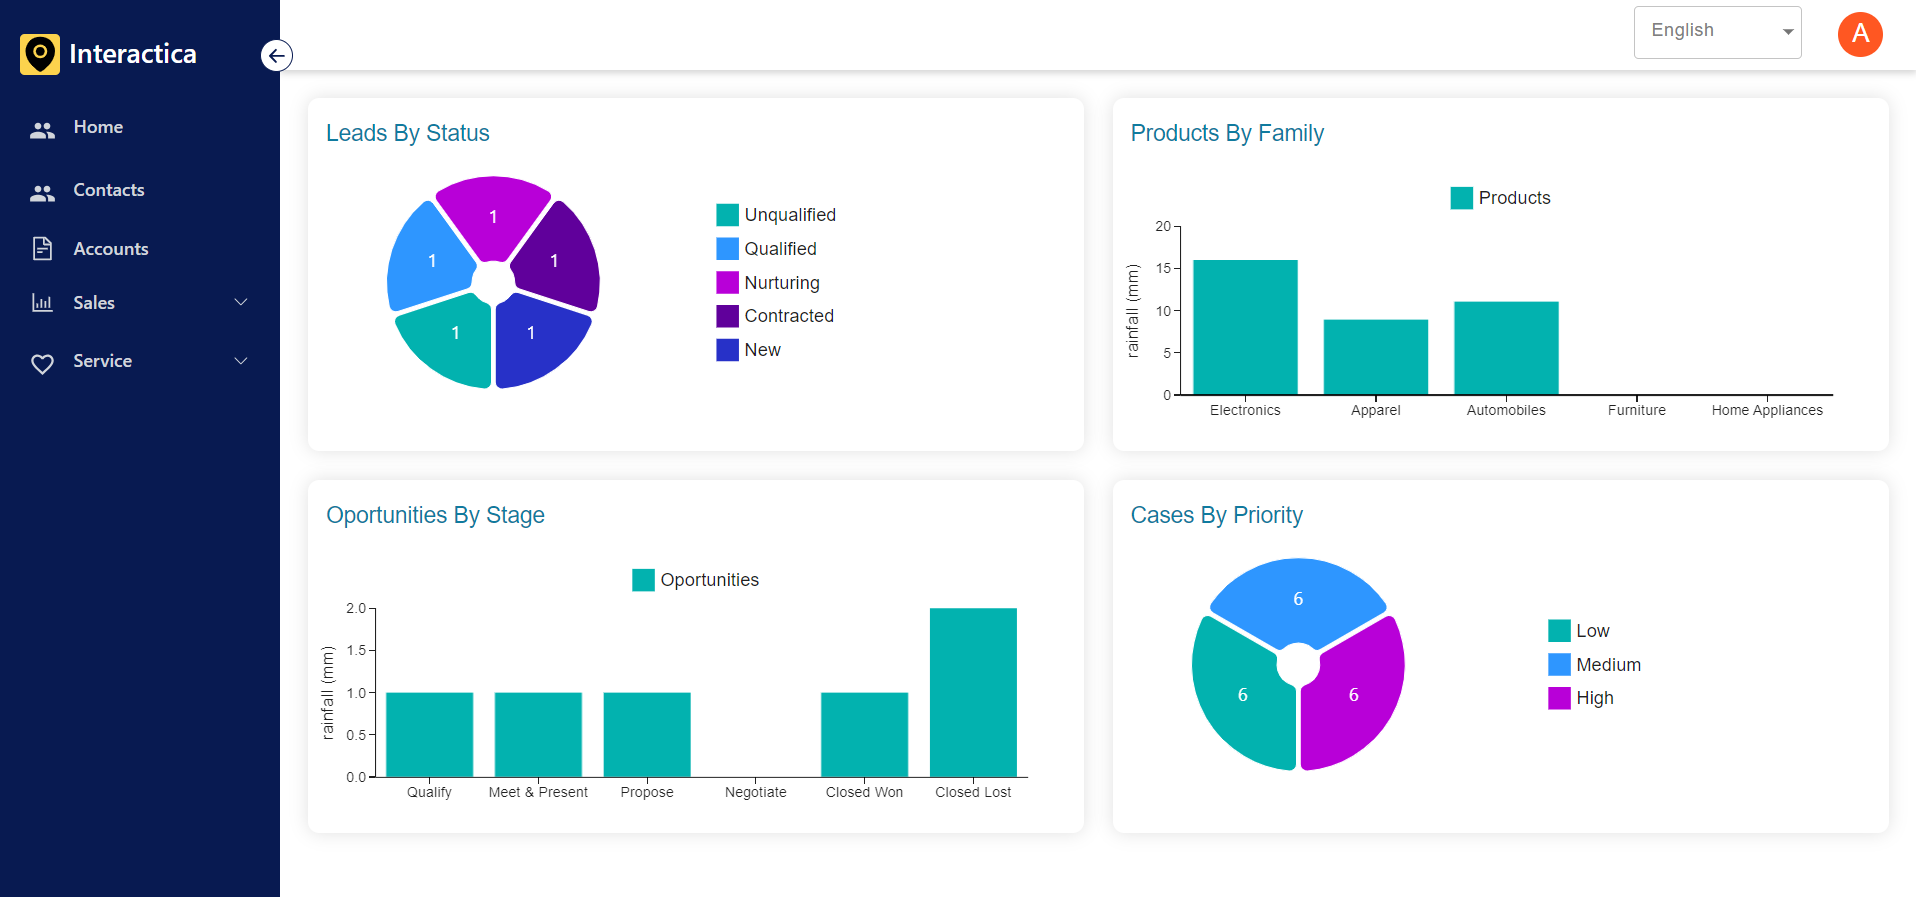 Interactica
Home
Contacts
Accounts
Sales
Service
English
A
Leads By Status
1
1
1
1
1
Unqualified
Qualified
Nurturing
Contracted
New
Products By Family
Products
rainfall (mm)
20
15
10
5
0
Electronics Apparel Automobiles Furniture Home Appliances
Oportunities By Stage
Oportunities
rainfall (mm)
2.0
1.5
1.0
0.5
0.0
Qualify Meet & Present Propose Negotiate Closed Won Closed Lost
Cases By Priority
6
6
6
Low
Medium
High